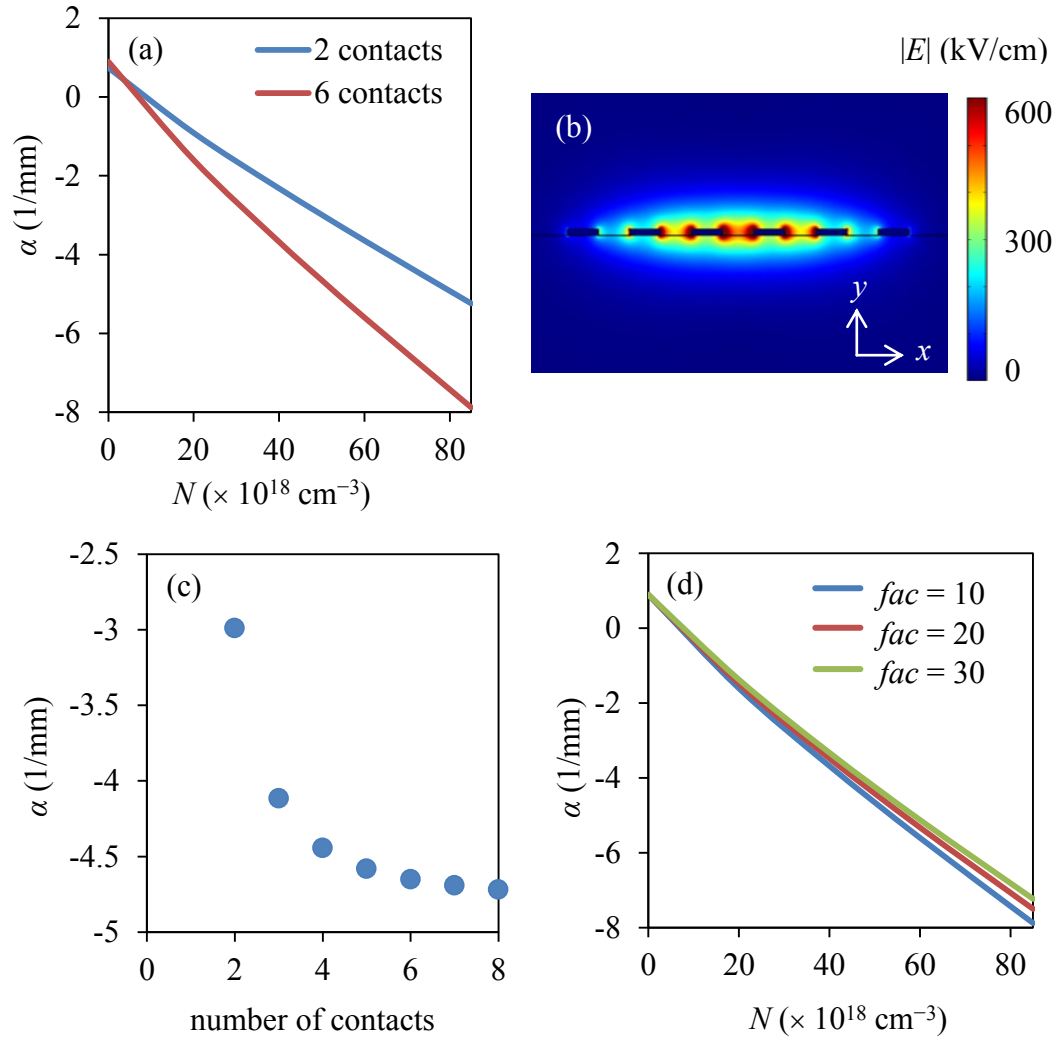 (a)
2 contacts
6 contacts
2
0
-2
-4
-6
-8
α (1/mm)
0 20 40 60 80
N (× 10¹⁸ cm⁻³)
|E| (kV/cm)
(b)
600
300
0
y
x
(c)
-2.5
-3
-3.5
-4
-4.5
-5
α (1/mm)
0 2 4 6 8
number of contacts
(d)
fac = 10
fac = 20
fac = 30
2
0
-2
-4
-6
-8
α (1/mm)
0 20 40 60 80
N (× 10¹⁸ cm⁻³)